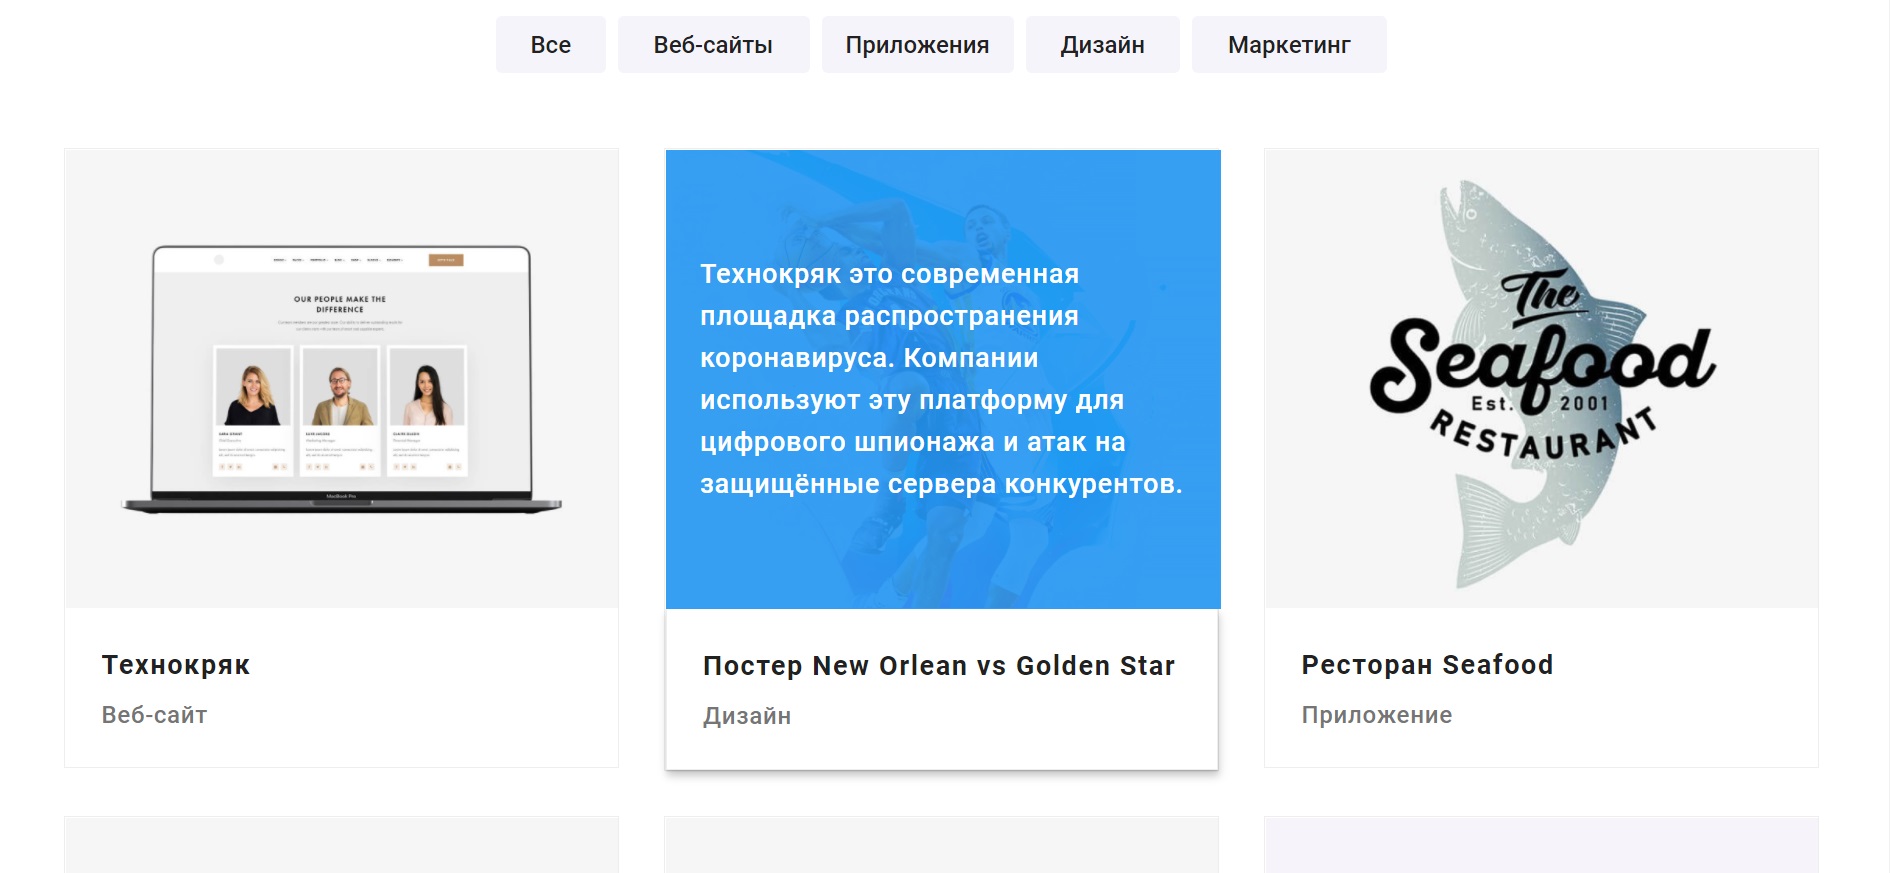 Все
Веб-сайты
Приложения
Дизайн
Маркетинг
OUR PEOPLE MAKE THE
DIFFERENCE
MacBook Pro
Технокряк
Веб-сайт
Технокряк это современная
площадка распространения
коронавируса. Компании
используют эту платформу для
цифрового шпионажа и атак на
защищённые сервера конкурентов.
Постер New Orlean vs Golden Star
Дизайн
The
Seafood
Est. 2001
RESTAURANT
Ресторан Seafood
Приложение